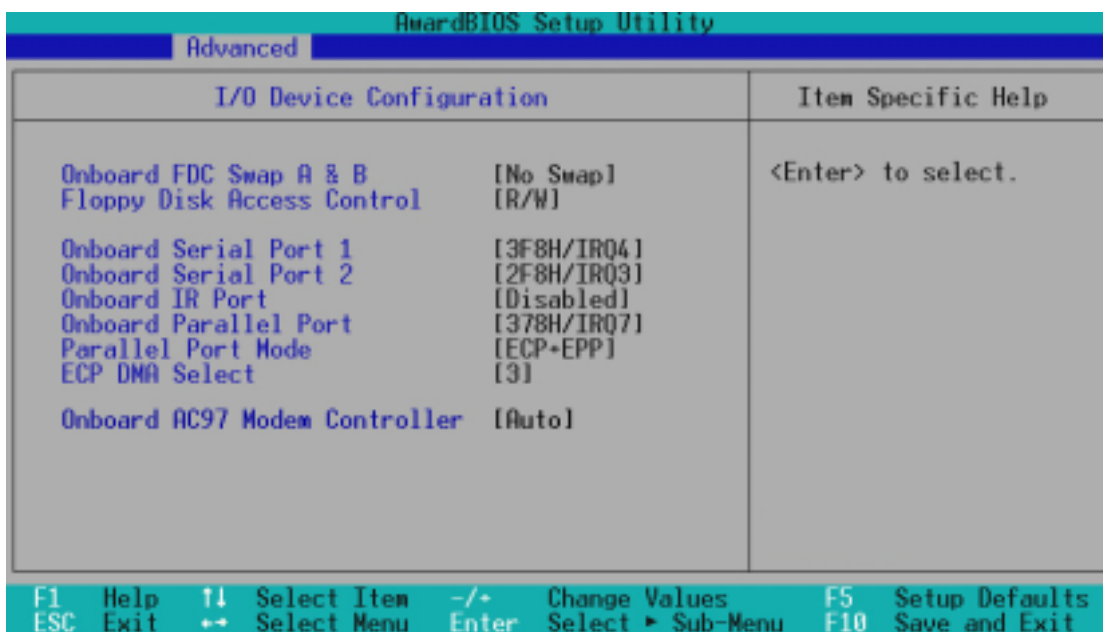 AwardBIOS Setup Utility
Advanced
I/O Device Configuration
Item Specific Help
Onboard FDC Swap A & B [No Swap]
<Enter> to select.
Floppy Disk Access Control [R/W]
Onboard Serial Port 1 [3F8H/IRQ4]
Onboard Serial Port 2 [2F8H/IRQ3]
Onboard IR Port [Disabled]
Onboard Parallel Port [378H/IRQ7]
Parallel Port Mode [ECP+EPP]
ECP DMA Select [3]
Onboard AC97 Modem Controller [Auto]
F1 Help ↑↓ Select Item -/+ Change Values F5 Setup Defaults
ESC Exit ←→ Select Menu Enter Select ► Sub-Menu F10 Save and Exit